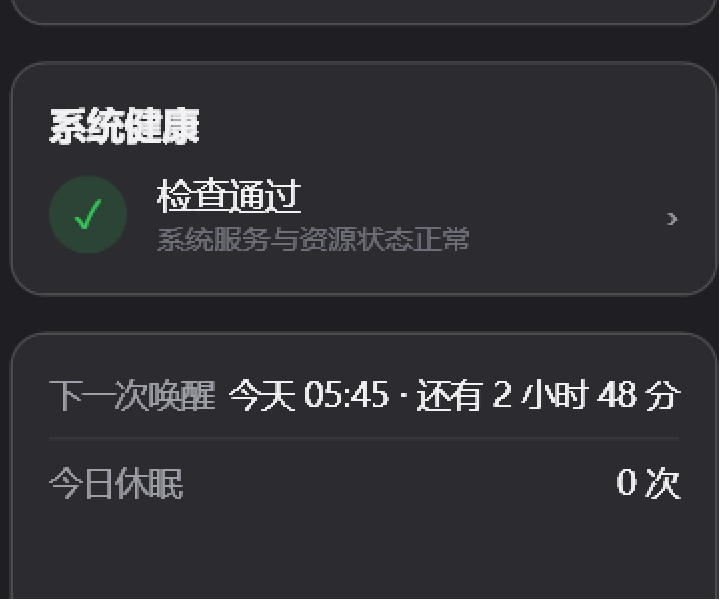 系统健康
检查通过
系统服务与资源状态正常
下一次唤醒 今天 05:45 · 还有 2 小时 48 分
今日休眠 0 次